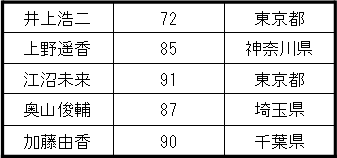 井上浩二 72 東京都
上野遥香 85 神奈川県
江沼未来 91 東京都
奥山俊輔 87 埼玉県
加藤由香 90 千葉県